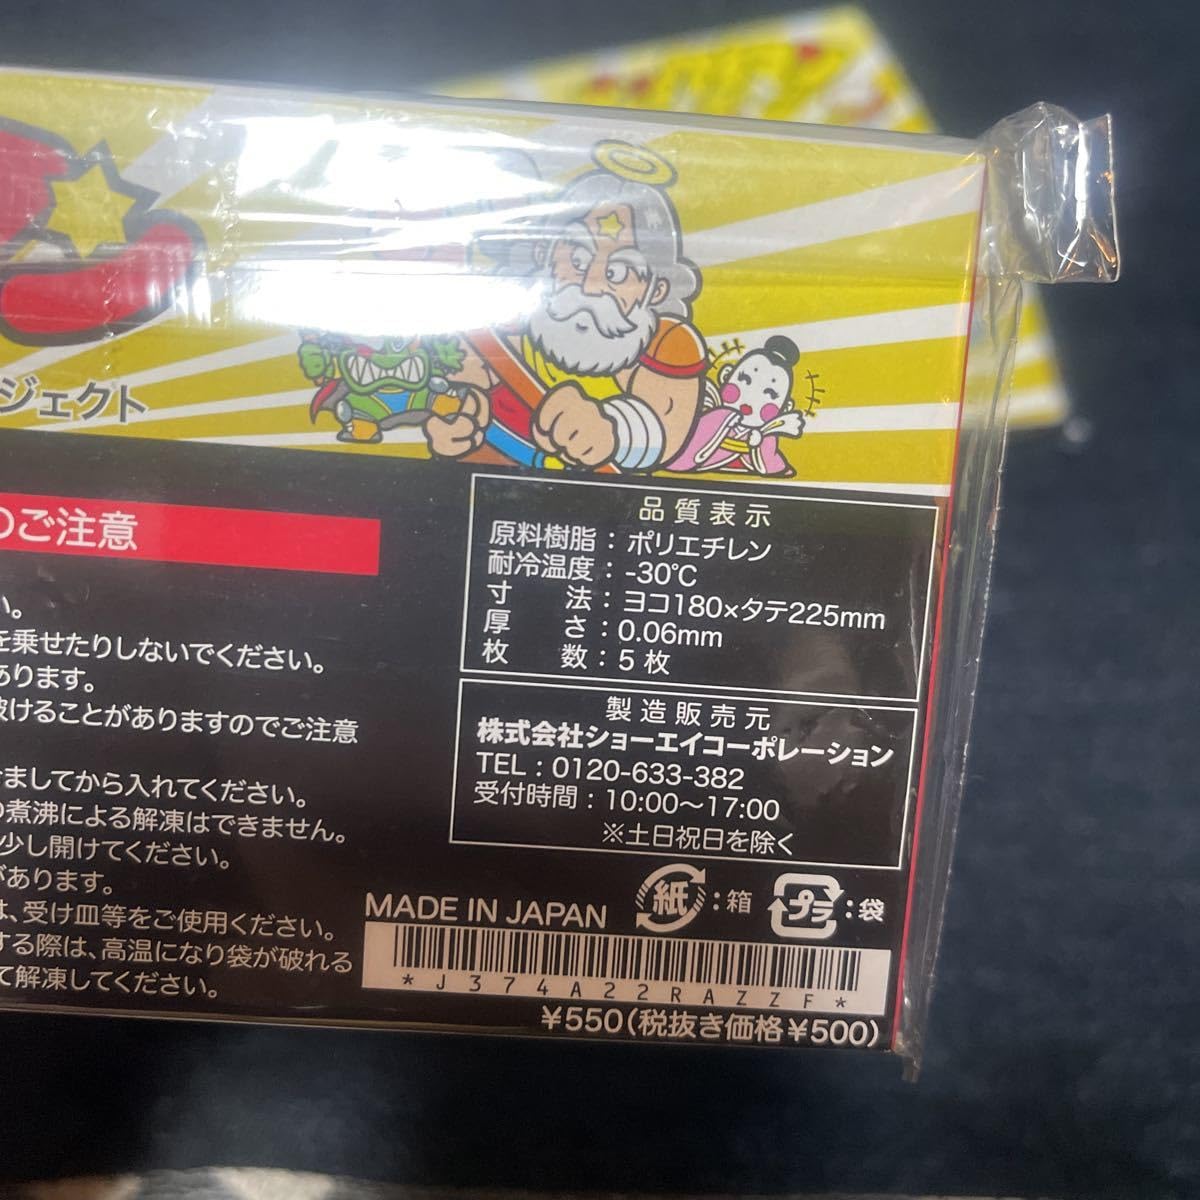 ジェクト
のご注意
い。
を乗せたりしないでください。
あります。
破けることがありますのでご注意
ましてから入れてください。
の煮沸による解凍はできません。
少し開けてください。
があります。
は、受け皿等をご使用ください。
する際は、高温になり袋が破れる
て解凍してください。
品質表示
原料樹脂：ポリエチレン
耐冷温度：-30℃
寸法：ヨコ180×タテ225mm
厚さ：0.06mm
枚数：5枚
製造販売元
株式会社ショーエイコーポレーション
TEL：0120-633-382
受付時間：10:00～17:00
※土日祝日を除く
紙：箱
プラ：袋
MADE IN JAPAN
*J374A22RAZZF*
¥550（税抜き価格¥500）